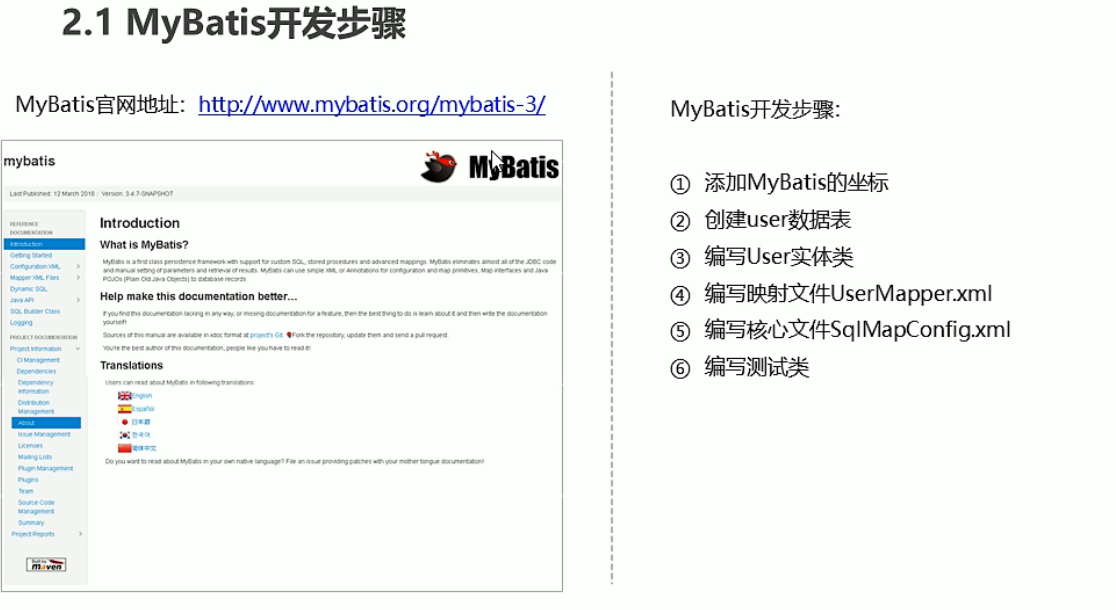 2.1 MyBatis开发步骤
MyBatis官网地址：http://www.mybatis.org/mybatis-3/
mybatis
MyBatis
Last Published: 12 March 2018 | Version: 3.4.7-SNAPSHOT
REFERENCE
DOCUMENTATION
Introduction
Getting Started
Configuration XML
Mapper XML Files
Dynamic SQL
Java API
SQL Builder Class
Logging
PROJECT DOCUMENTATION
Project Information
CI Management
Dependencies
Dependency
Information
Distribution
Management
About
Issue Management
Licenses
Mailing Lists
Plugin Management
Plugins
Team
Source Code
Management
Summary
Project Reports
Built by
maven
Introduction
What is MyBatis?
MyBatis is a first class persistence framework with support for custom SQL, stored procedures and advanced mappings. MyBatis eliminates almost all of the JDBC code
and manual setting of parameters and retrieval of results. MyBatis can use simple XML or Annotations for configuration and map primitives, Map interfaces and Java
POJOs (Plain Old Java Objects) to database records
Help make this documentation better…
If you find this documentation lacking in any way, or missing documentation for a feature, then the best thing to do is learn about it and then write the documentation
yourself!
Sources of this manual are available in xdoc format at project's Git Fork the repository, update them and send a pull request.
You're the best author of this documentation, people like you have to read it!
Translations
Users can read about MyBatis in following translations:
English
Español
日本語
한국어
简体中文
Do you want to read about MyBatis in your own native language? File an issue providing patches with your mother tongue documentation!
MyBatis开发步骤:
① 添加MyBatis的坐标
② 创建user数据表
③ 编写User实体类
④ 编写映射文件UserMapper.xml
⑤ 编写核心文件SqlMapConfig.xml
⑥ 编写测试类